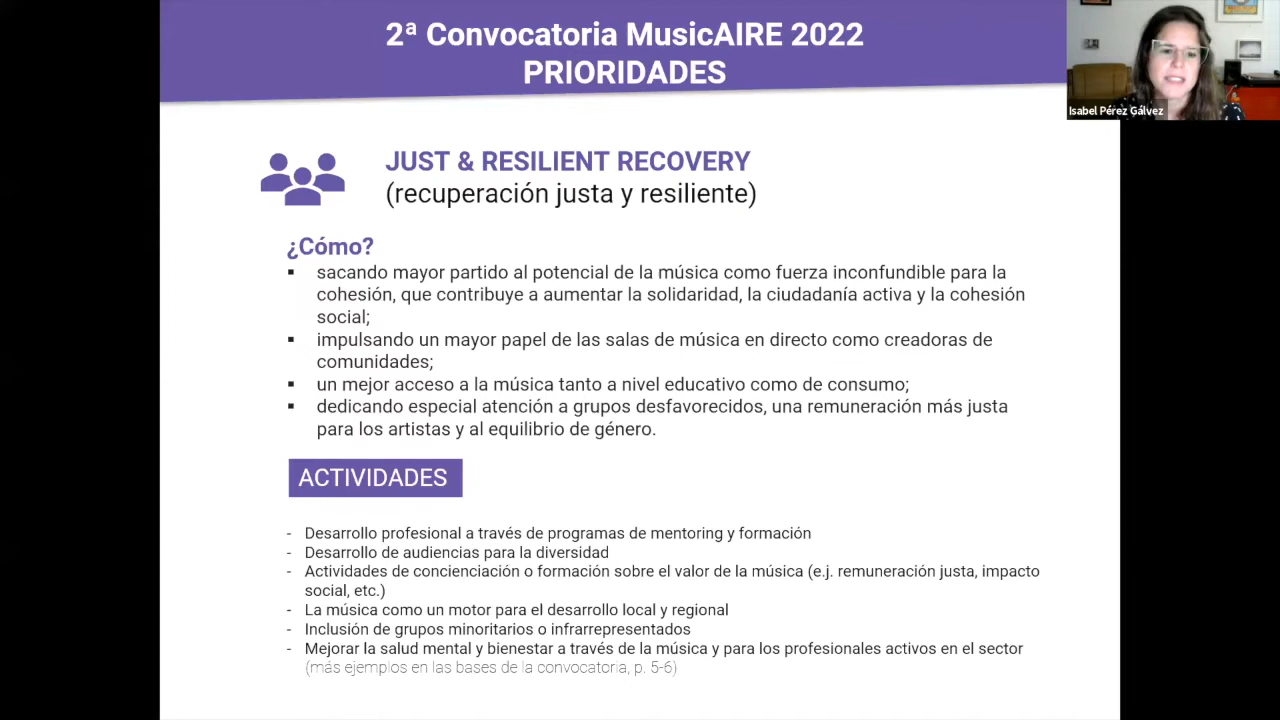 2ª Convocatoria MusicAIRE 2022
PRIORIDADES
Isabel Pérez Gálvez
JUST & RESILIENT RECOVERY
(recuperación justa y resiliente)
¿Cómo?
▪ sacando mayor partido al potencial de la música como fuerza inconfundible para la
cohesión, que contribuye a aumentar la solidaridad, la ciudadanía activa y la cohesión
social;
▪ impulsando un mayor papel de las salas de música en directo como creadoras de
comunidades;
▪ un mejor acceso a la música tanto a nivel educativo como de consumo;
▪ dedicando especial atención a grupos desfavorecidos, una remuneración más justa
para los artistas y al equilibrio de género.
ACTIVIDADES
- Desarrollo profesional a través de programas de mentoring y formación
- Desarrollo de audiencias para la diversidad
- Actividades de concienciación o formación sobre el valor de la música (e.j. remuneración justa, impacto
social, etc.)
- La música como un motor para el desarrollo local y regional
- Inclusión de grupos minoritarios o infrarrepresentados
- Mejorar la salud mental y bienestar a través de la música y para los profesionales activos en el sector
(más ejemplos en las bases de la convocatoria, p. 5-6)